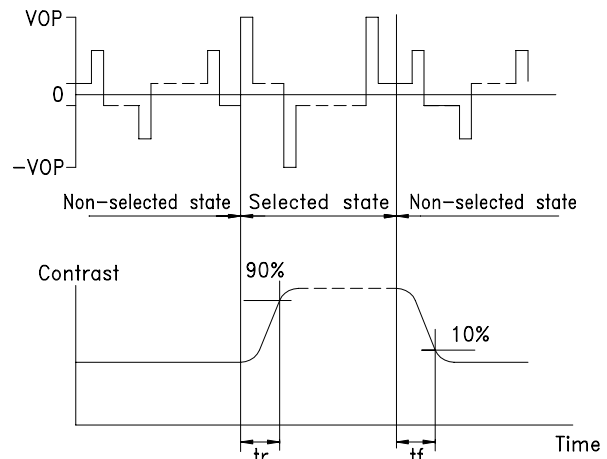 VOP
0
-VOP
Non-selected state
Selected state
Non-selected state
Contrast
90%
10%
Time
tr
tf